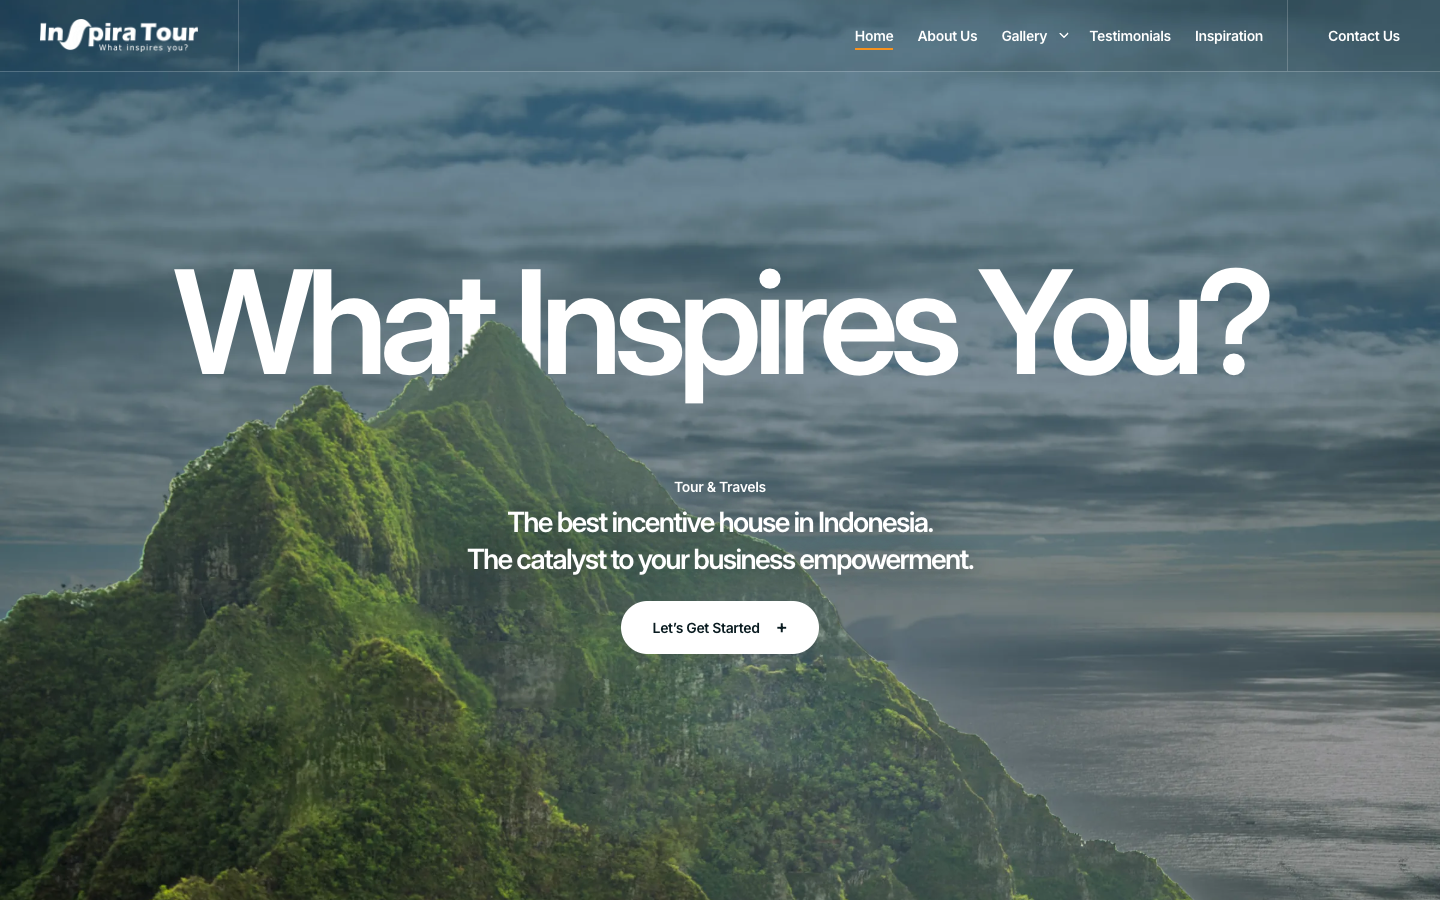 InSpira Tour
What inspires you?
Home
About Us
Gallery
Testimonials
Inspiration
Contact Us
What Inspires You?
Tour & Travels
The best incentive house in Indonesia.
The catalyst to your business empowerment.
Let’s Get Started +